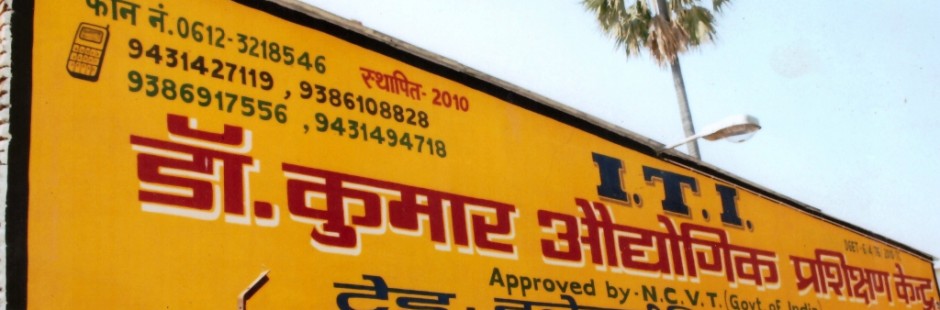 फोन नं.0612-3218546
9431427119 , 9386108828
9386917556 , 9431494718
स्थापित- 2010
I.T.I.
डॉ. कुमार औद्योगिक प्रशिक्षण केन्द्र
Approved by - N.C.V.T. (Govt of India)
ट्रेड :